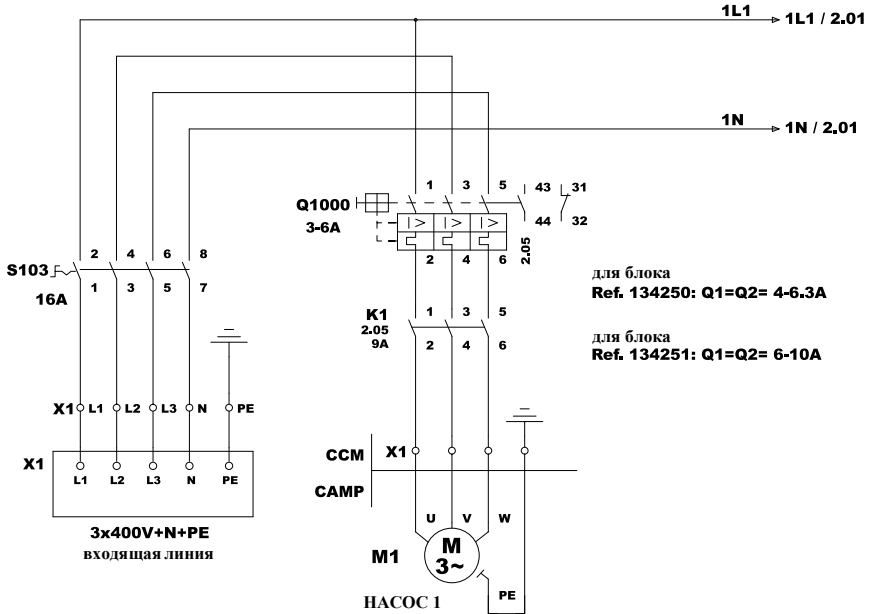 1L1
1L1 / 2.01
1N
1N / 2.01
1 3 5 43 31
Q1000
3-6A
I> I> I>
44 32
2 4 6
2.05
2 4 6 8
S103
1 3 5 7
16A
для блока
Ref. 134250: Q1=Q2= 4-6.3A
для блока
Ref. 134251: Q1=Q2= 6-10A
K1
2.05
9A
1 3 5
2 4 6
X1 L1 L2 L3 N PE
X1
L1 L2 L3 N PE
3x400V+N+PE
входящая линия
CCM X1
CAMP
U V W
M1
M
3~
PE
НАСОС 1